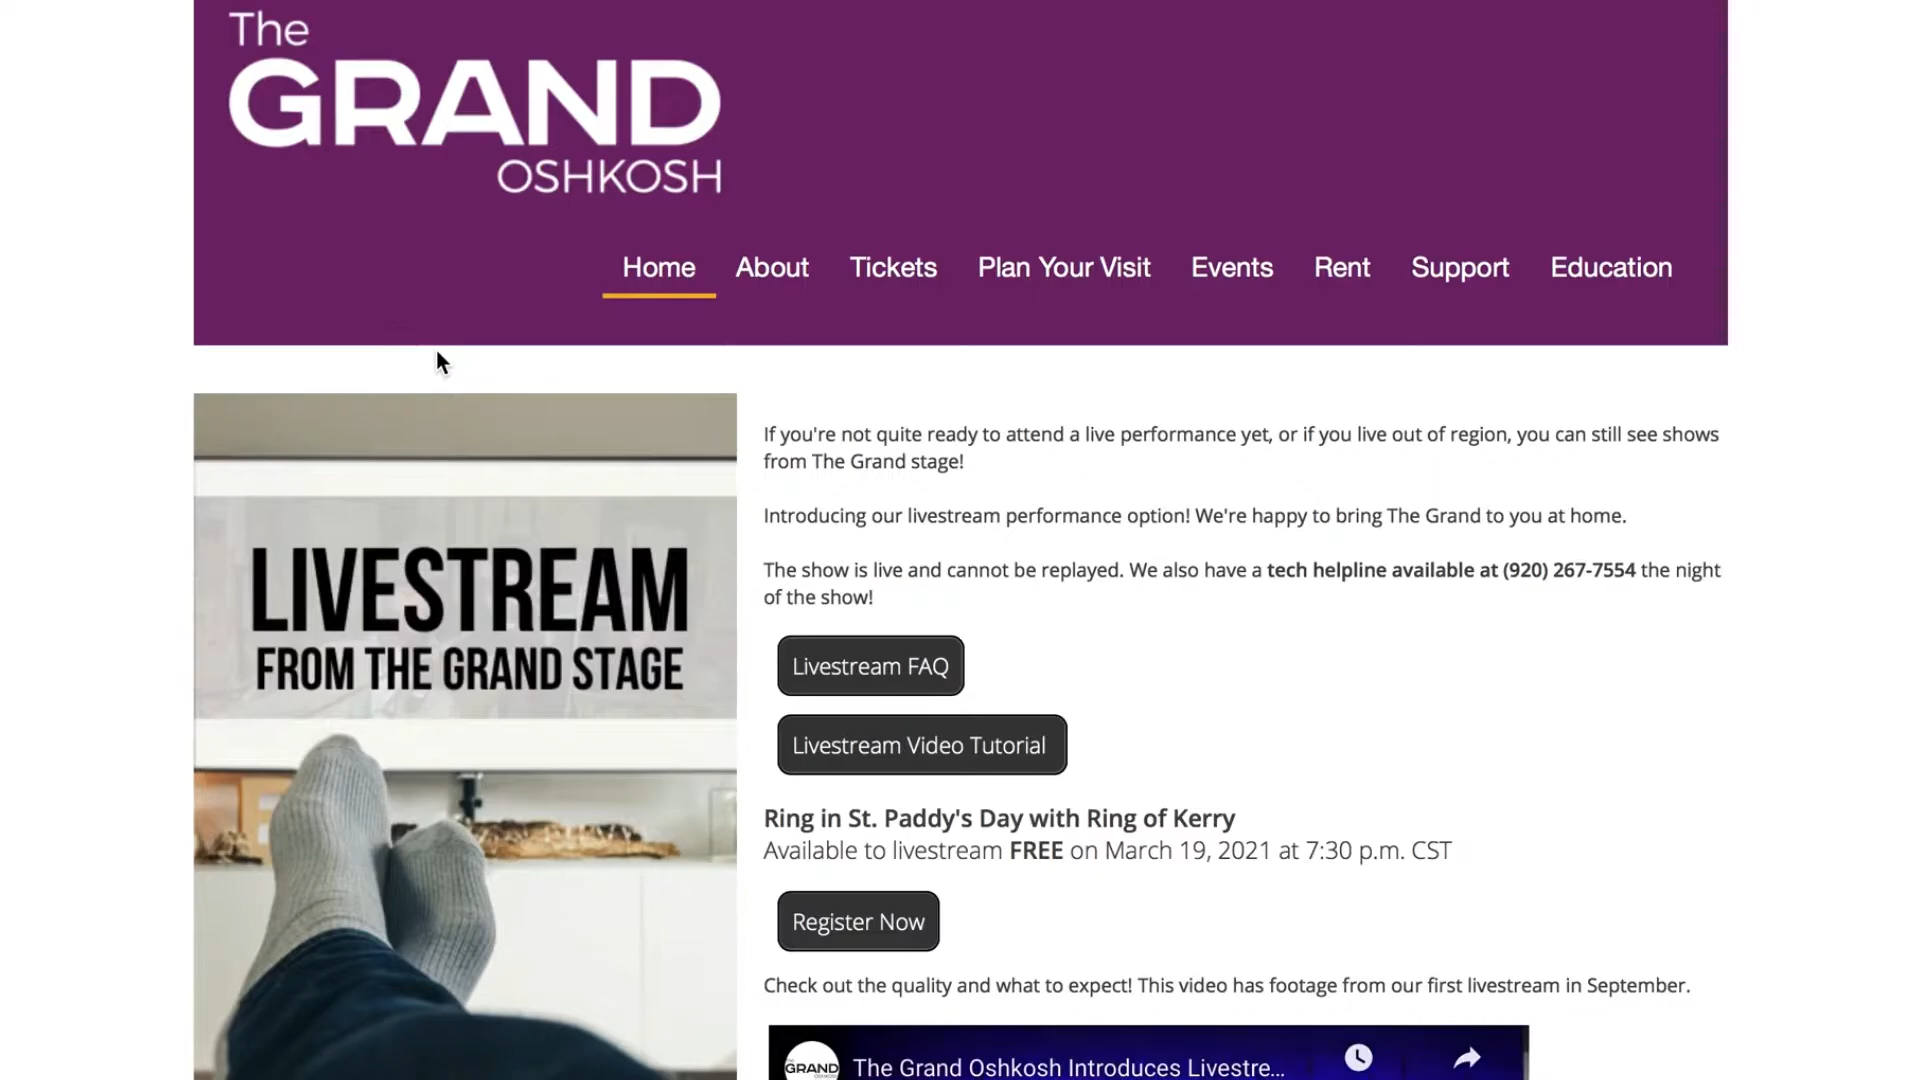 The
GRAND
OSHKOSH
Home About Tickets Plan Your Visit Events Rent Support Education
LIVESTREAM
FROM THE GRAND STAGE
If you're not quite ready to attend a live performance yet, or if you live out of region, you can still see shows
from The Grand stage!
Introducing our livestream performance option! We're happy to bring The Grand to you at home.
The show is live and cannot be replayed. We also have a tech helpline available at (920) 267-7554 the night
of the show!
Livestream FAQ
Livestream Video Tutorial
Ring in St. Paddy's Day with Ring of Kerry
Available to livestream FREE on March 19, 2021 at 7:30 p.m. CST
Register Now
Check out the quality and what to expect! This video has footage from our first livestream in September.
GRAND
The Grand Oshkosh Introduces Livestre...